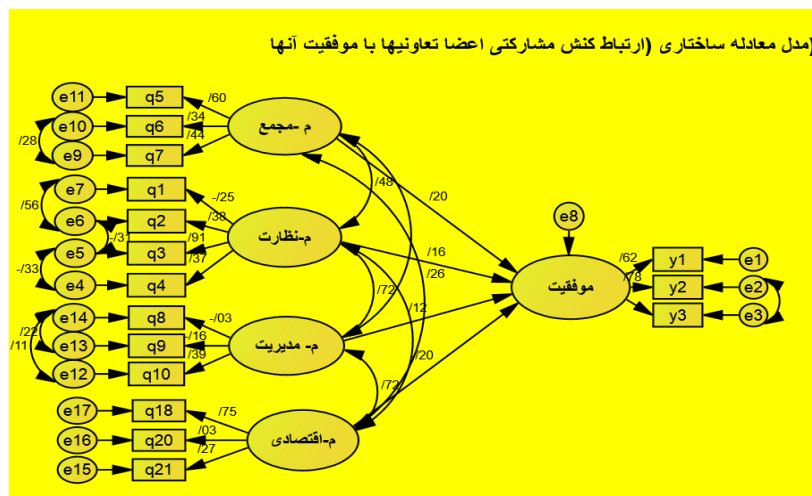 (مدل معادله ساختاری (ارتباط کنش مشارکتی اعضا تعاونیها با موفقیت آنها
e11 q5 /60
e10 q6 /34 م -مجمع
e9 q7 /44
/28
e7 q1 -/25
/48 /20
/56 e6 q2 /38
e8
-/31 م-نظارت
e5 q3 /91
/16 /62 y1 e1
-/33 /37
/26 /78
e4 q4
/72 موفقیت y2 e2
e14 q8 -/03
/12 y3 e3
/22 e13 q9 -/16 م- مدیریت
/11 /39
/20
e12 q10
/72
e17 q18 /75
e16 q20 /03 م-اقتصادی
e15 q21 /27